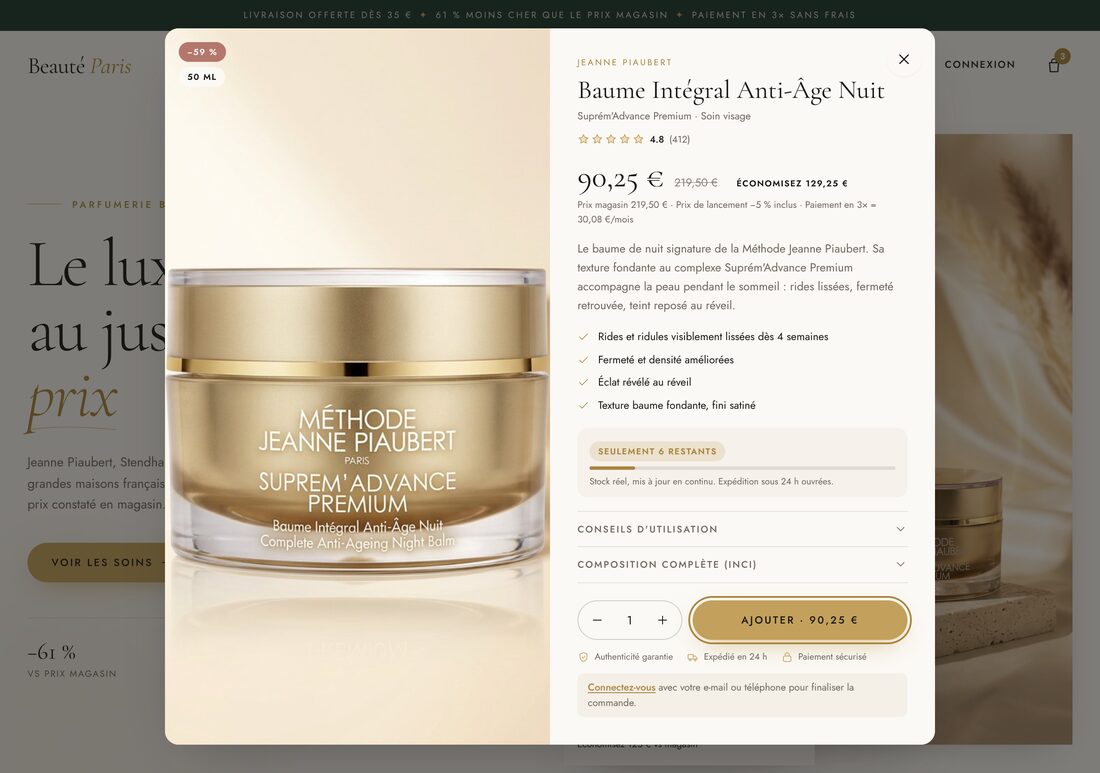 LIVRAISON OFFERTE DÈS 35 € ✦ 61 % MOINS CHER QUE LE PRIX MAGASIN ✦ PAIEMENT EN 3× SANS FRAIS
Beauté Paris
CONNEXION
3
PARFUMERIE
Le lux
au jus
prix
Jeanne Piaubert, Stendha
grandes maisons français
prix constaté en magasin.
VOIR LES SOINS
–61 %
VS PRIX MAGASIN
–59 %
50 ML
MÉTHODE
JEANNE PIAUBERT
PARIS
SUPREM'ADVANCE
PREMIUM
Baume Intégral Anti-Âge Nuit
Complete Anti-Ageing Night Balm
JEANNE PIAUBERT
Baume Intégral Anti-Âge Nuit
Suprém'Advance Premium · Soin visage
4.8 (412)
90,25 € 219,50 € ÉCONOMISEZ 129,25 €
Prix magasin 219,50 € · Prix de lancement −5 % inclus · Paiement en 3× =
30,08 €/mois
Le baume de nuit signature de la Méthode Jeanne Piaubert. Sa
texture fondante au complexe Suprém'Advance Premium
accompagne la peau pendant le sommeil : rides lissées, fermeté
retrouvée, teint reposé au réveil.
Rides et ridules visiblement lissées dès 4 semaines
Fermeté et densité améliorées
Éclat révélé au réveil
Texture baume fondante, fini satiné
SEULEMENT 6 RESTANTS
Stock réel, mis à jour en continu. Expédition sous 24 h ouvrées.
CONSEILS D'UTILISATION
COMPOSITION COMPLÈTE (INCI)
− 1 +
AJOUTER · 90,25 €
Authenticité garantie
Expédié en 24 h
Paiement sécurisé
Connectez-vous avec votre e-mail ou téléphone pour finaliser la
commande.